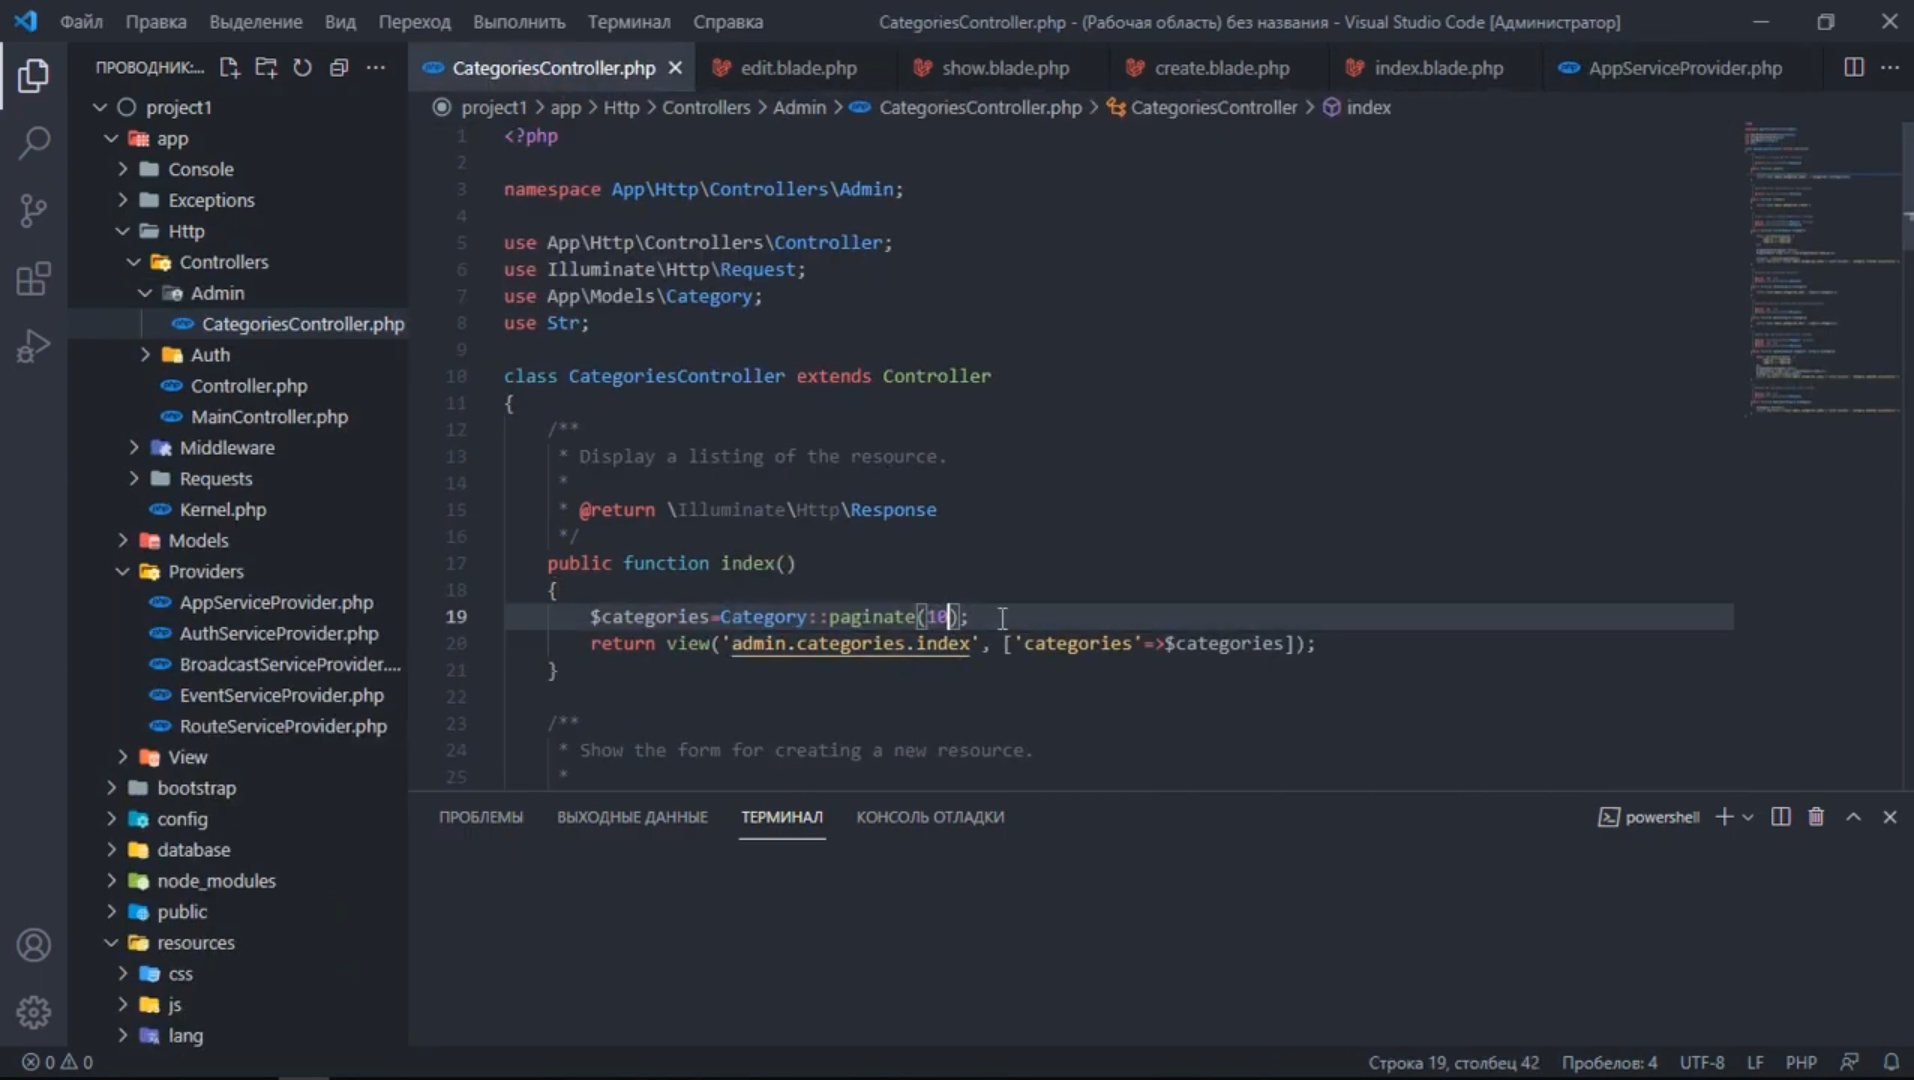 Файл Правка Выделение Вид Переход Выполнить Терминал Справка CategoriesController.php - (Рабочая область) без названия - Visual Studio Code [Администратор]
ПРОВОДНИК:...
CategoriesController.php edit.blade.php show.blade.php create.blade.php index.blade.php AppServiceProvider.php
project1 > app > Http > Controllers > Admin > CategoriesController.php > CategoriesController > index
project1
app
Console
Exceptions
Http
Controllers
Admin
CategoriesController.php
Auth
Controller.php
MainController.php
Middleware
Requests
Kernel.php
Models
Providers
AppServiceProvider.php
AuthServiceProvider.php
BroadcastServiceProvider....
EventServiceProvider.php
RouteServiceProvider.php
View
bootstrap
config
database
node_modules
public
resources
css
js
lang
1 <?php
2
3 namespace App\Http\Controllers\Admin;
4
5 use App\Http\Controllers\Controller;
6 use Illuminate\Http\Request;
7 use App\Models\Category;
8 use Str;
9
10 class CategoriesController extends Controller
11 {
12 /**
13 * Display a listing of the resource.
14 *
15 * @return \Illuminate\Http\Response
16 */
17 public function index()
18 {
19 $categories=Category::paginate(10);
20 return view('admin.categories.index', ['categories'=>$categories]);
21 }
22
23 /**
24 * Show the form for creating a new resource.
25 *
ПРОБЛЕМЫ ВЫХОДНЫЕ ДАННЫЕ ТЕРМИНАЛ КОНСОЛЬ ОТЛАДКИ powershell
0 0 Строка 19, столбец 42 Пробелов: 4 UTF-8 LF PHP